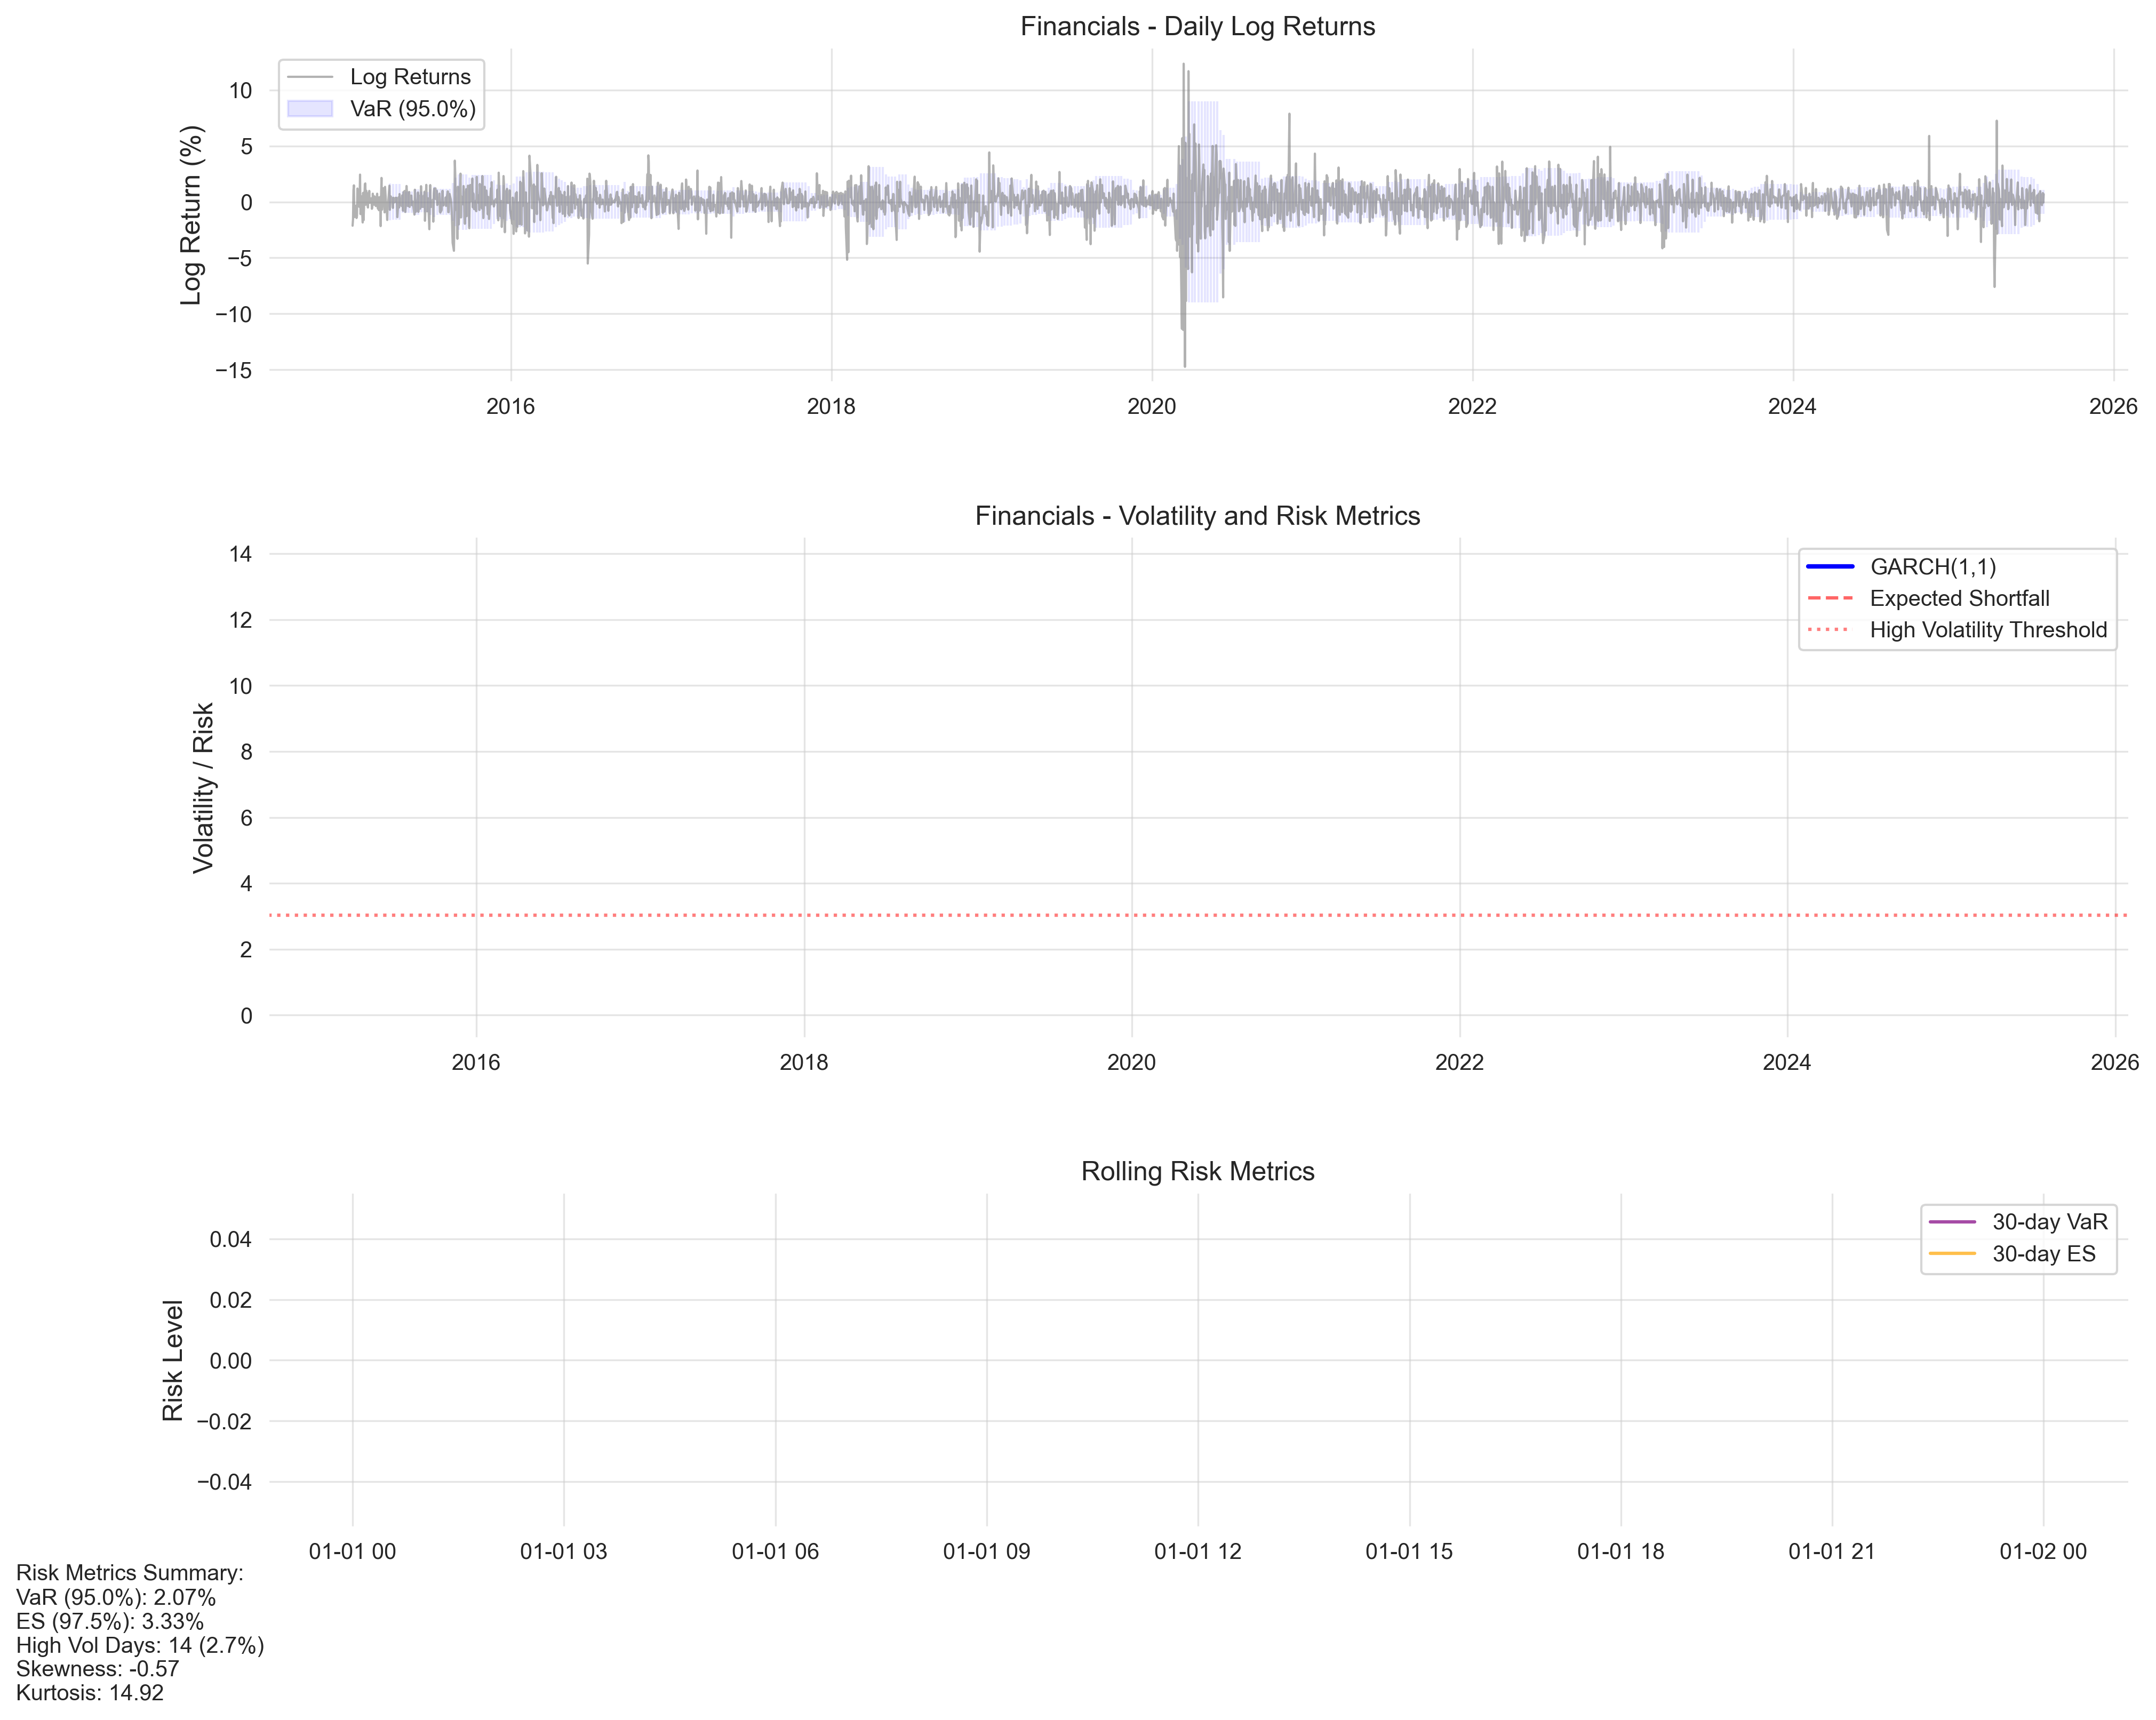 Financials - Daily Log Returns
Log Returns
VaR (95.0%)
Log Return (%)
10
5
0
−5
−10
−15
2016 2018 2020 2022 2024 2026
Financials - Volatility and Risk Metrics
GARCH(1,1)
Expected Shortfall
High Volatility Threshold
Volatility / Risk
14
12
10
8
6
4
2
0
2016 2018 2020 2022 2024 2026
Rolling Risk Metrics
30-day VaR
30-day ES
Risk Level
0.04
0.02
0.00
−0.02
−0.04
01-01 00 01-01 03 01-01 06 01-01 09 01-01 12 01-01 15 01-01 18 01-01 21 01-02 00
Risk Metrics Summary:
VaR (95.0%): 2.07%
ES (97.5%): 3.33%
High Vol Days: 14 (2.7%)
Skewness: -0.57
Kurtosis: 14.92